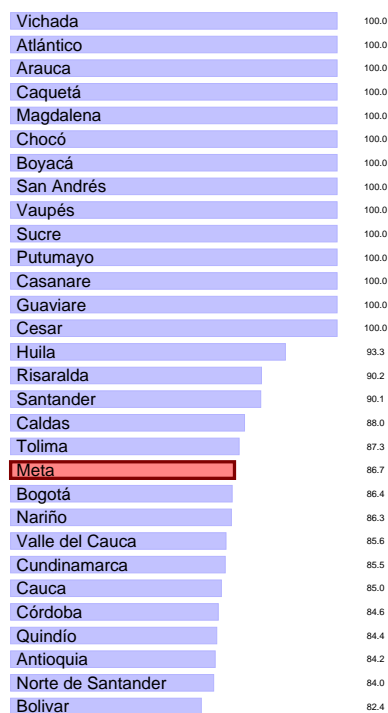 Vichada 100.0
Atlántico 100.0
Arauca 100.0
Caquetá 100.0
Magdalena 100.0
Chocó 100.0
Boyacá 100.0
San Andrés 100.0
Vaupés 100.0
Sucre 100.0
Putumayo 100.0
Casanare 100.0
Guaviare 100.0
Cesar 100.0
Huila 93.3
Risaralda 90.2
Santander 90.1
Caldas 88.0
Tolima 87.3
Meta 86.7
Bogotá 86.4
Nariño 86.3
Valle del Cauca 85.6
Cundinamarca 85.5
Cauca 85.0
Córdoba 84.6
Quindío 84.4
Antioquia 84.2
Norte de Santander 84.0
Bolivar 82.4